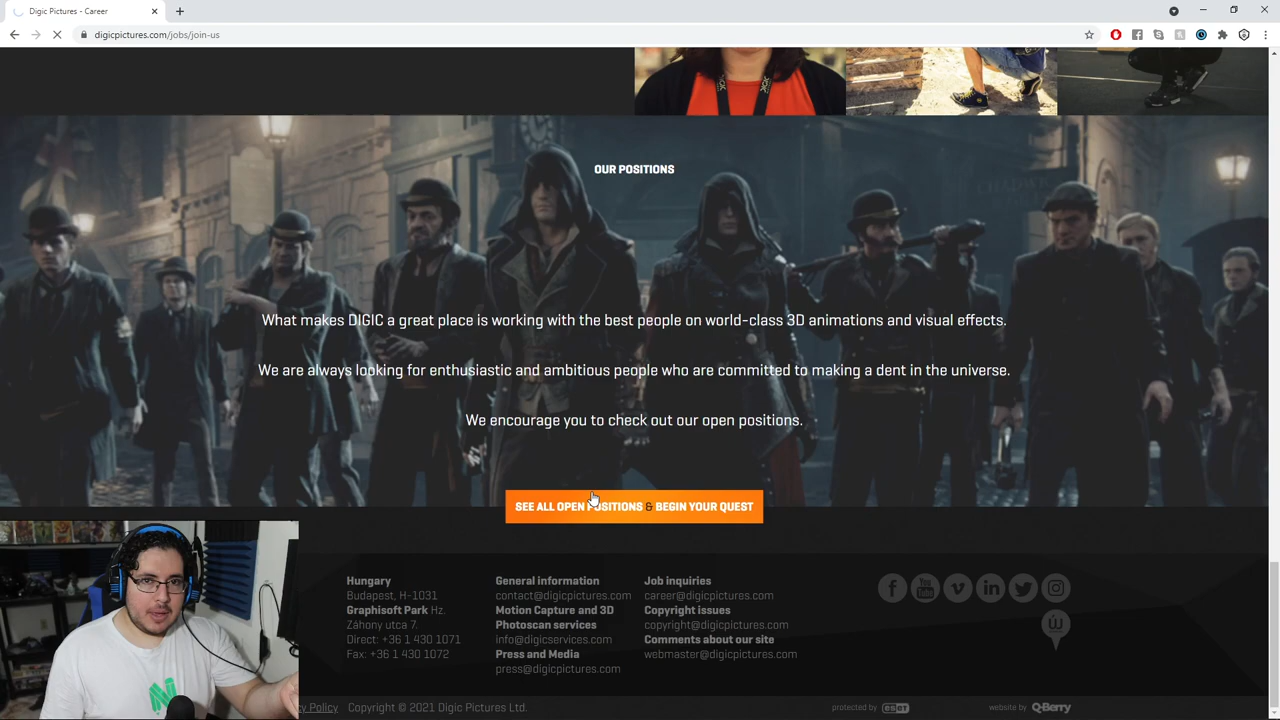 Digic Pictures - Career
digicpictures.com/jobs/join-us
OUR POSITIONS
What makes DIGIC a great place is working with the best people on world-class 3D animations and visual effects.
We are always looking for enthusiastic and ambitious people who are committed to making a dent in the universe.
We encourage you to check out our open positions.
SEE ALL OPEN POSITIONS & BEGIN YOUR QUEST
Hungary
Budapest, H-1031
Graphisoft Park Hz.
Záhony utca 7.
Direct: +36 1 430 1071
Fax: +36 1 430 1072
General information
contact@digicpictures.com
Motion Capture and 3D
Photoscan services
info@digicservices.com
Press and Media
press@digicpictures.com
Job inquiries
career@digicpictures.com
Copyright issues
copyright@digicpictures.com
Comments about our site
webmaster@digicpictures.com
You
Tube
Policy
Copyright © 2021 Digic Pictures Ltd.
protected by eset
website by Q-Berry